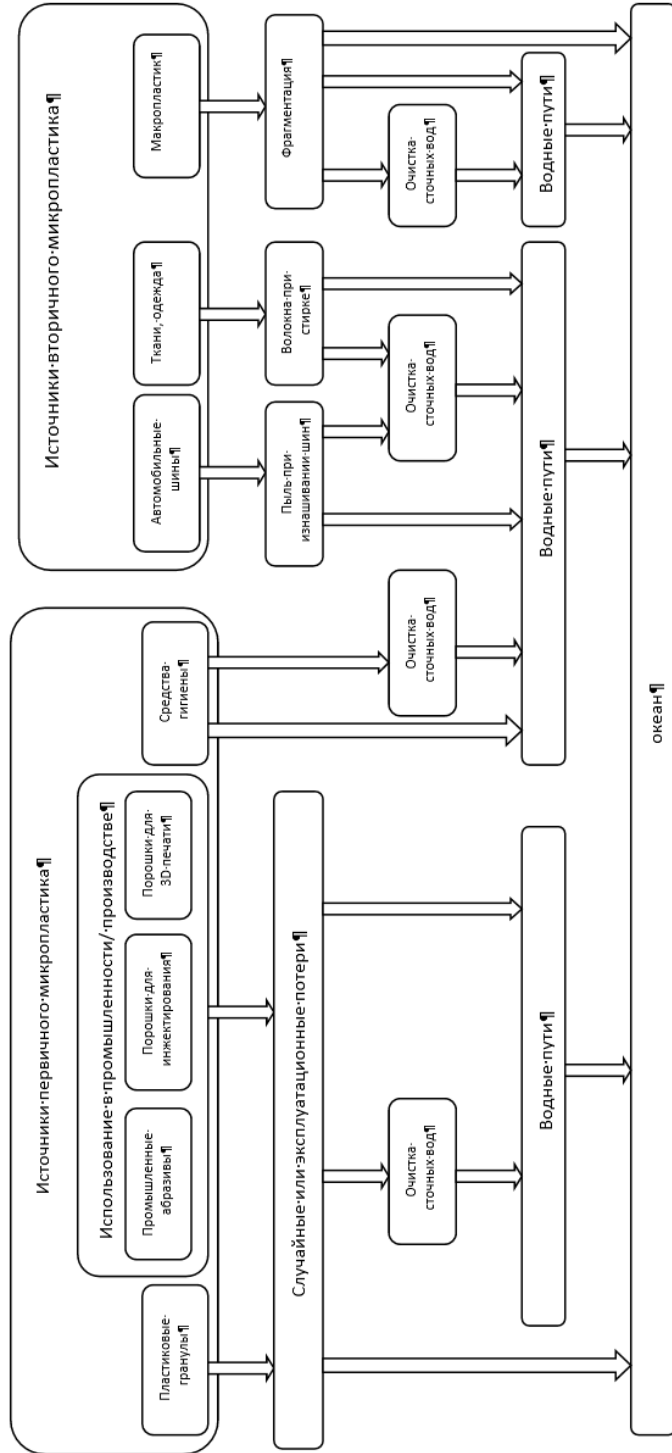 Источники·первичного·микропластика¶
Использование·в·промышленности/·производстве¶
Пластиковые·
гранулы¶
Промышленные·
абразивы¶
Порошки·для·
инжектирования¶
Порошки·для·
3D·печати¶
Средства·
гигиены¶
Источники·вторичного·микропластика¶
Автомобильные·
шины¶
Ткани,·одежда¶
Макропластик¶
Случайные·или·эксплуатационные·потери¶
Пыль·при·
изнашивании·шин¶
Волокна·при·
стирке¶
Фрагментация¶
Очистка·
сточных·вод¶
Очистка·
сточных·вод¶
Очистка·
сточных·вод¶
Очистка·
сточных·вод¶
Водные·пути¶
Водные·пути¶
Водные·пути¶
океан¶